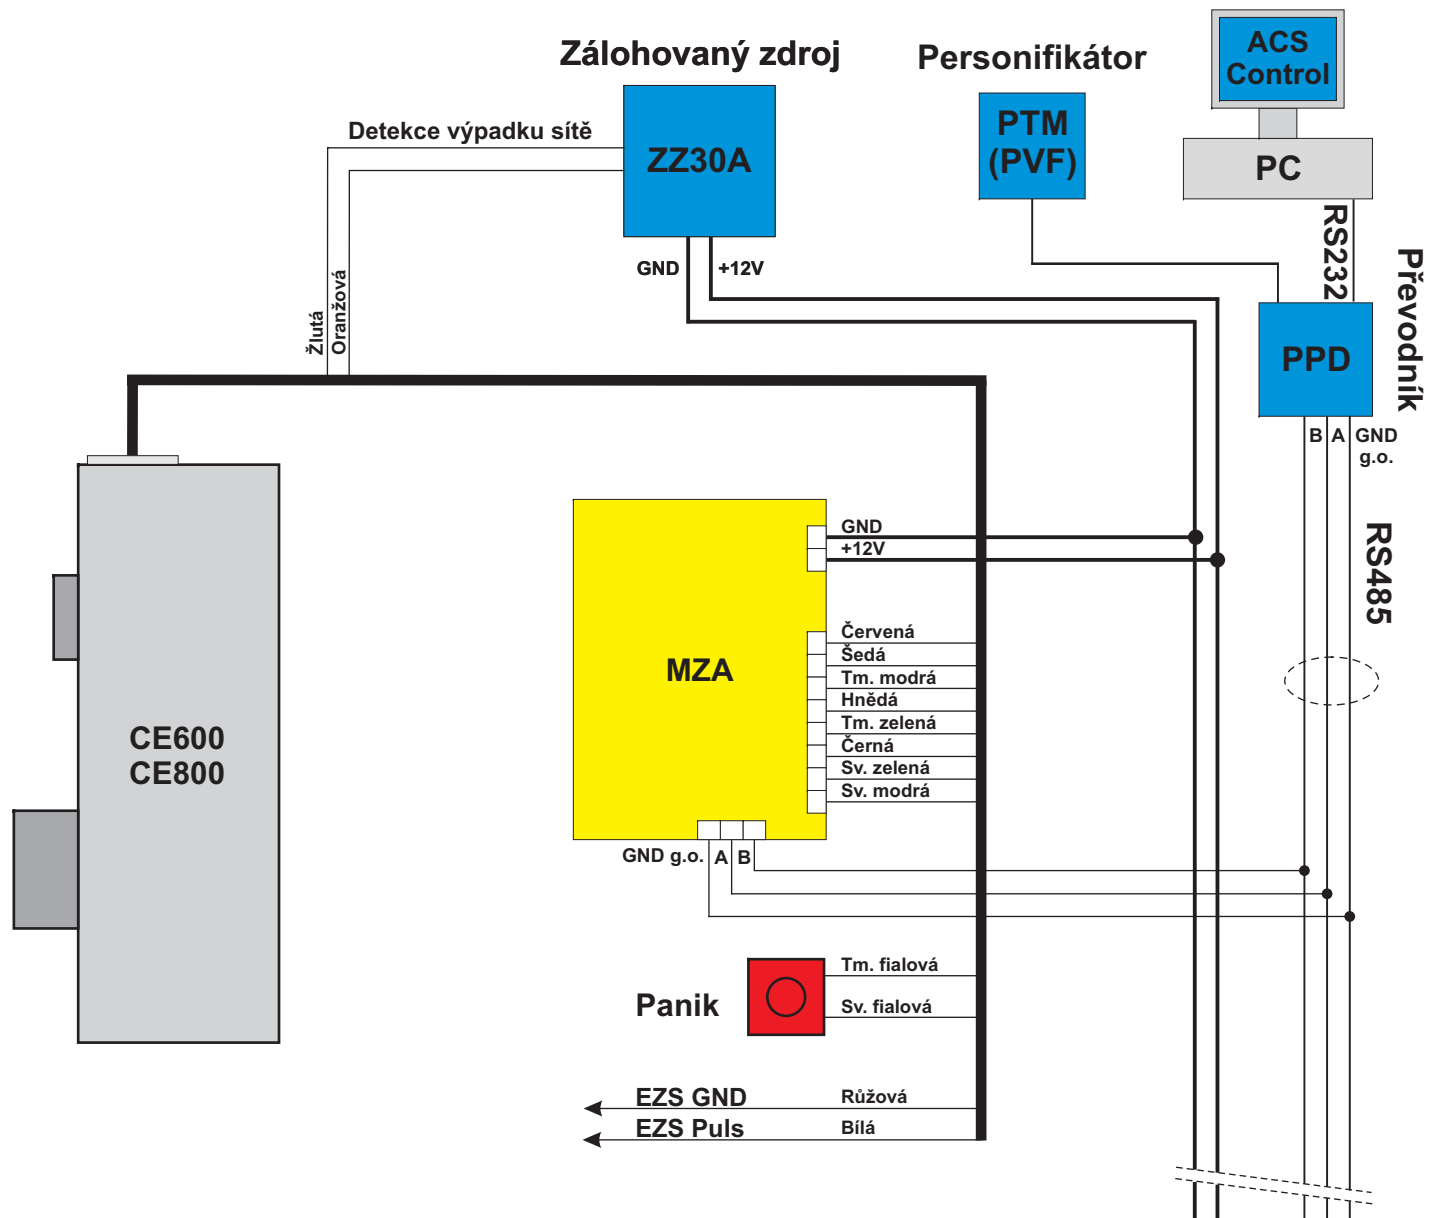 Zálohovaný zdroj
Personifikátor
ACS
Control
Detekce výpadku sítě
ZZ30A
PTM
(PVF)
PC
RS232
Převodník
GND
+12V
Žlutá
Oranžová
PPD
B
A
GND
g.o.
RS485
GND
+12V
MZA
Červená
Šedá
Tm. modrá
Hnědá
Tm. zelená
Černá
Sv. zelená
Sv. modrá
CE600
CE800
GND g.o.
A
B
Panik
Tm. fialová
Sv. fialová
EZS GND
Růžová
EZS Puls
Bílá